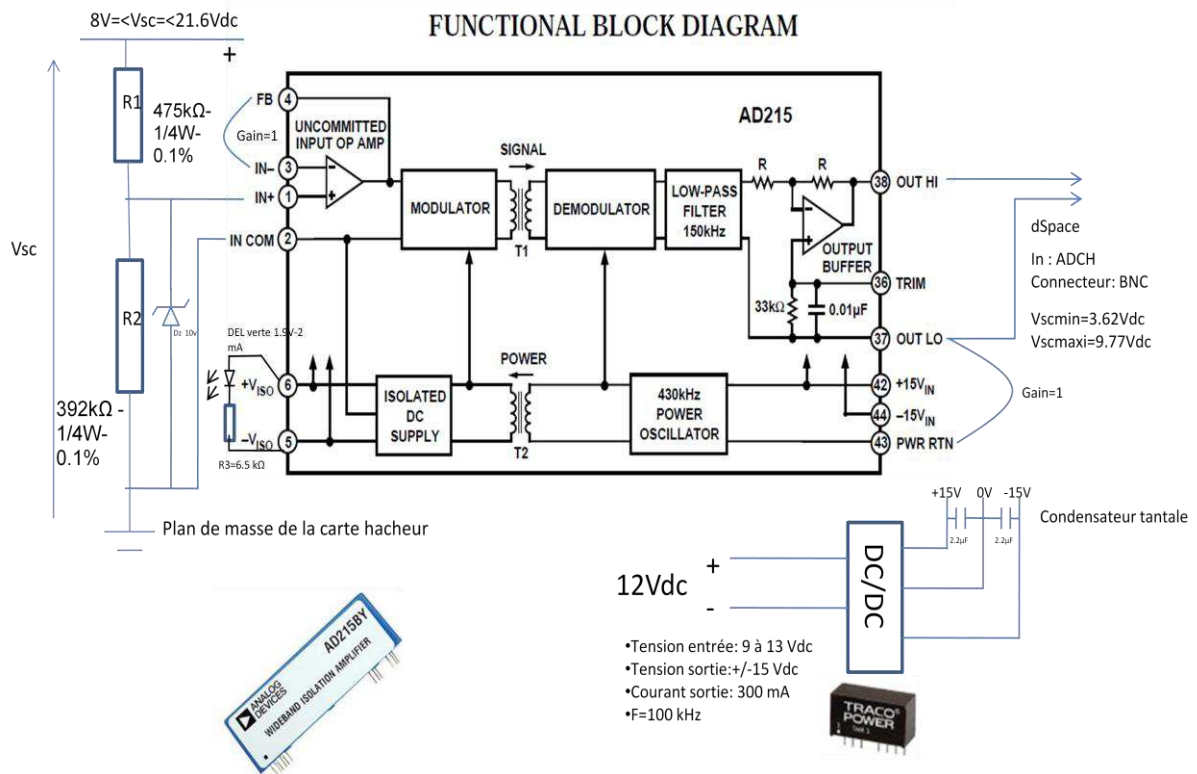 8V=<Vsc=<21.6Vdc
FUNCTIONAL BLOCK DIAGRAM
+
Vsc
R1
475kΩ-
1/4W-
0.1%
R2
392kΩ -
1/4W-
0.1%
Dz 10v
Gain=1
FB
4
IN–
3
IN+
1
IN COM
2
UNCOMMITTED
INPUT OP AMP
AD215
SIGNAL
MODULATOR
T1
DEMODULATOR
LOW-PASS
FILTER
150kHz
R
R
OUTPUT
BUFFER
33kΩ
0.01µF
38
OUT HI
36
TRIM
37
OUT LO
42
+15VIN
44
–15VIN
43
PWR RTN
Gain=1
dSpace
In : ADCH
Connecteur: BNC
Vscmin=3.62Vdc
Vscmaxi=9.77Vdc
DEL verte 1.9V-2
mA
+VISO
6
–VISO
5
R3=6.5 kΩ
ISOLATED
DC
SUPPLY
POWER
T2
430kHz
POWER
OSCILLATOR
Plan de masse de la carte hacheur
+15V
0V
-15V
2.2µF
2.2µF
Condensateur tantale
12Vdc
+
-
DC/DC
•Tension entrée: 9 à 13 Vdc
•Tension sortie:+/-15 Vdc
•Courant sortie: 300 mA
•F=100 kHz
ANALOG
DEVICES
AD215BY
WIDEBAND ISOLATION AMPLIFIER
TRACO
POWER